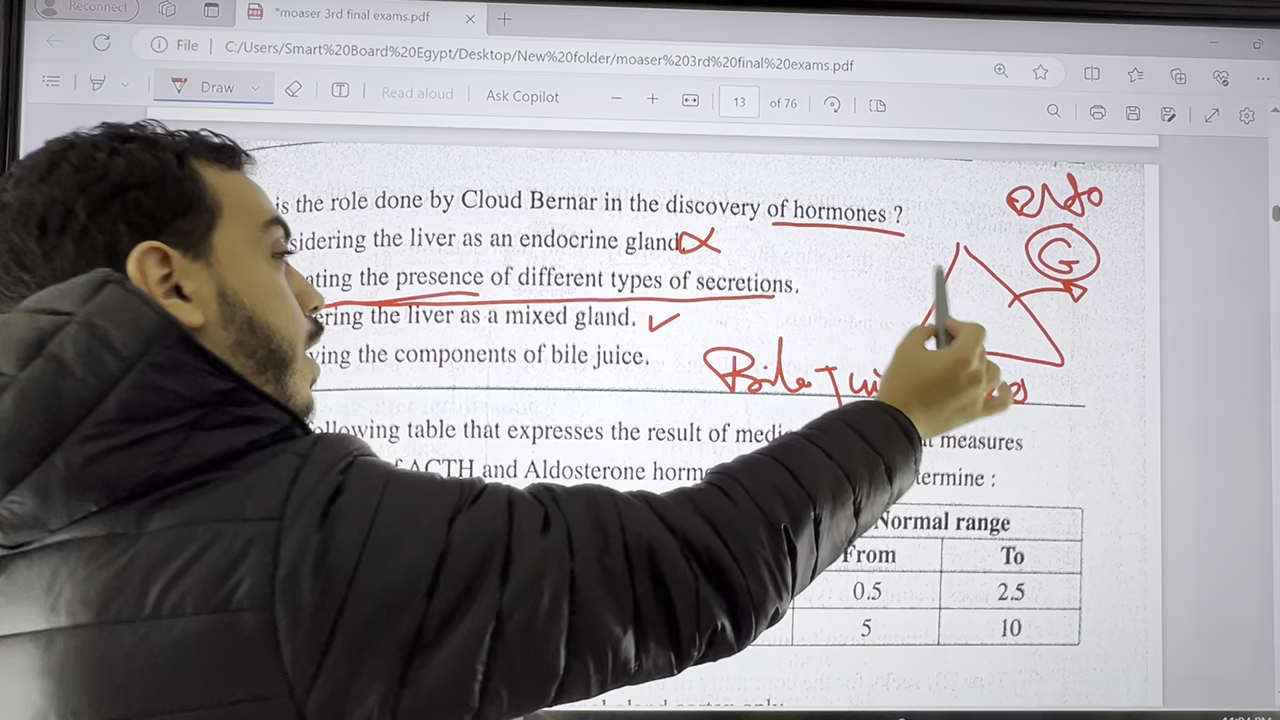 Reconnect
*moaser 3rd final exams.pdf
File | C:/Users/Smart%20Board%20Egypt/Desktop/New%20folder/moaser%203rd%20final%20exams.pdf
Draw Read aloud Ask Copilot 13 of 76
is the role done by Cloud Bernar in the discovery of hormones ?
sidering the liver as an endocrine gland.
ating the presence of different types of secretions.
ering the liver as a mixed gland.
ying the components of bile juice.
endo
G
Bile Jui
ollowing table that expresses the result of medi measures
f ACTH and Aldosterone horm termine :
Normal range
From To
0.5 2.5
5 10